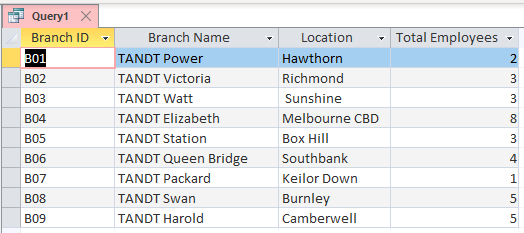 Query1
Branch ID Branch Name Location Total Employees
B01 TANDT Power Hawthorn 2
B02 TANDT Victoria Richmond 3
B03 TANDT Watt Sunshine 3
B04 TANDT Elizabeth Melbourne CBD 8
B05 TANDT Station Box Hill 3
B06 TANDT Queen Bridge Southbank 4
B07 TANDT Packard Keilor Down 1
B08 TANDT Swan Burnley 5
B09 TANDT Harold Camberwell 5